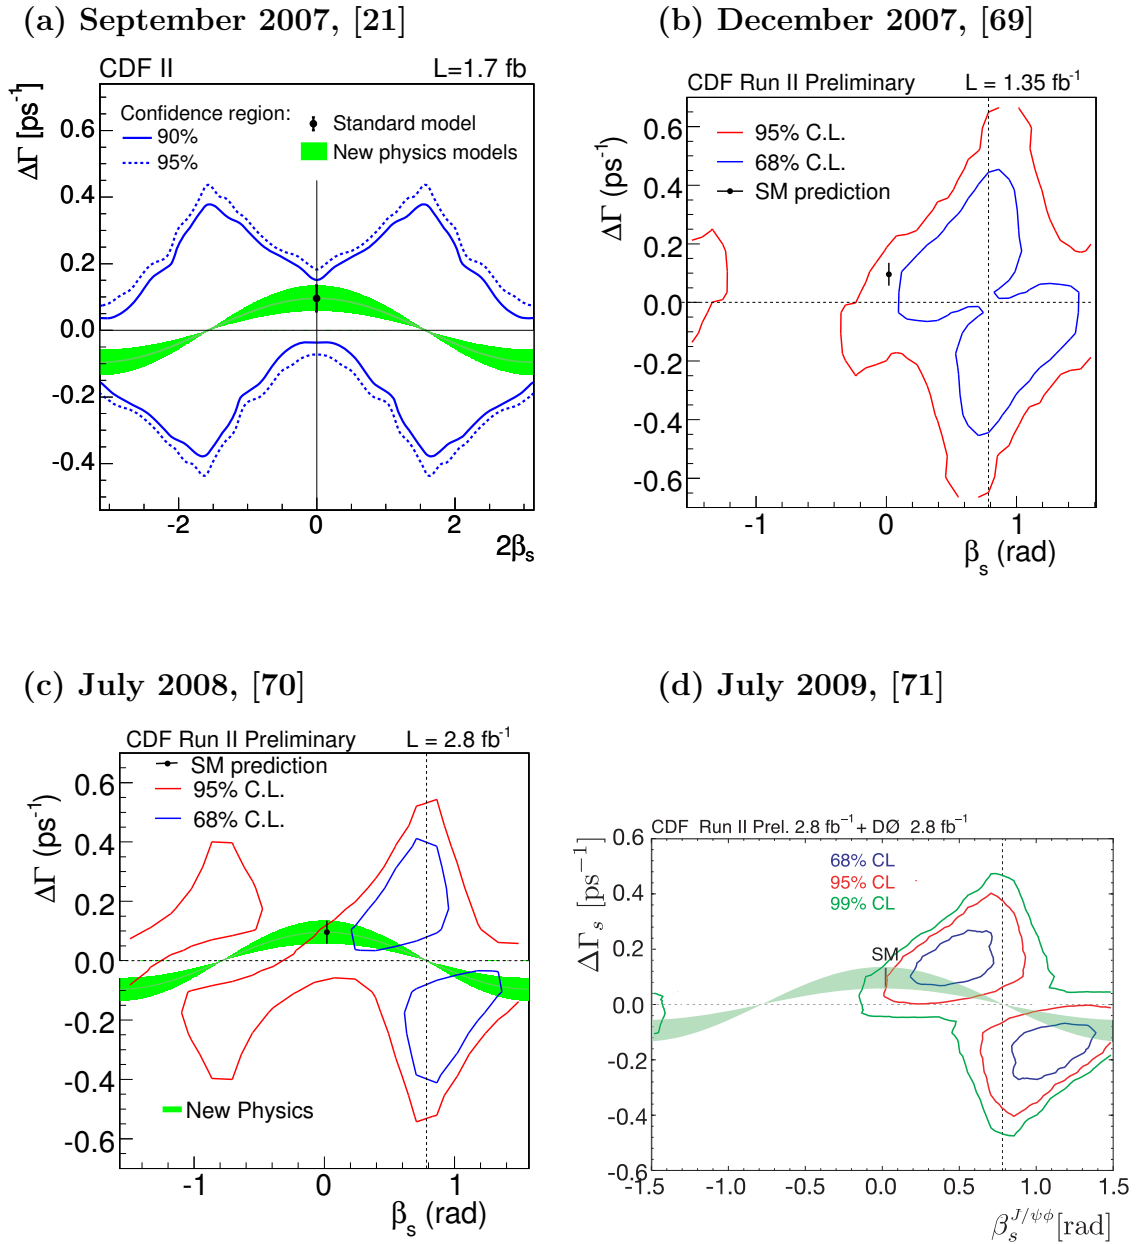 (a) September 2007, [21]
CDF II L=1.7 fb
ΔΓ [ps⁻¹]
Confidence region:
90%
95%
Standard model
New physics models
0.6
0.4
0.2
0.0
-0.2
-0.4
-2 0 2
2βₛ
(b) December 2007, [69]
CDF Run II Preliminary L = 1.35 fb⁻¹
ΔΓ (ps⁻¹)
95% C.L.
68% C.L.
SM prediction
0.6
0.4
0.2
0.0
-0.2
-0.4
-0.6
-1 0 1
βₛ (rad)
(c) July 2008, [70]
CDF Run II Preliminary L = 2.8 fb⁻¹
ΔΓ (ps⁻¹)
SM prediction
95% C.L.
68% C.L.
0.6
0.4
0.2
0.0
-0.2
-0.4
-0.6
New Physics
-1 0 1
βₛ (rad)
(d) July 2009, [71]
CDF Run II Prel. 2.8 fb⁻¹ + DØ 2.8 fb⁻¹
ΔΓₛ [ps⁻¹]
68% CL
95% CL
99% CL
SM
0.6
0.4
0.2
0.0
-0.2
-0.4
-0.6
-1.5 -1.0 -0.5 0.0 0.5 1.0 1.5
βₛ^{J/ψϕ} [rad]